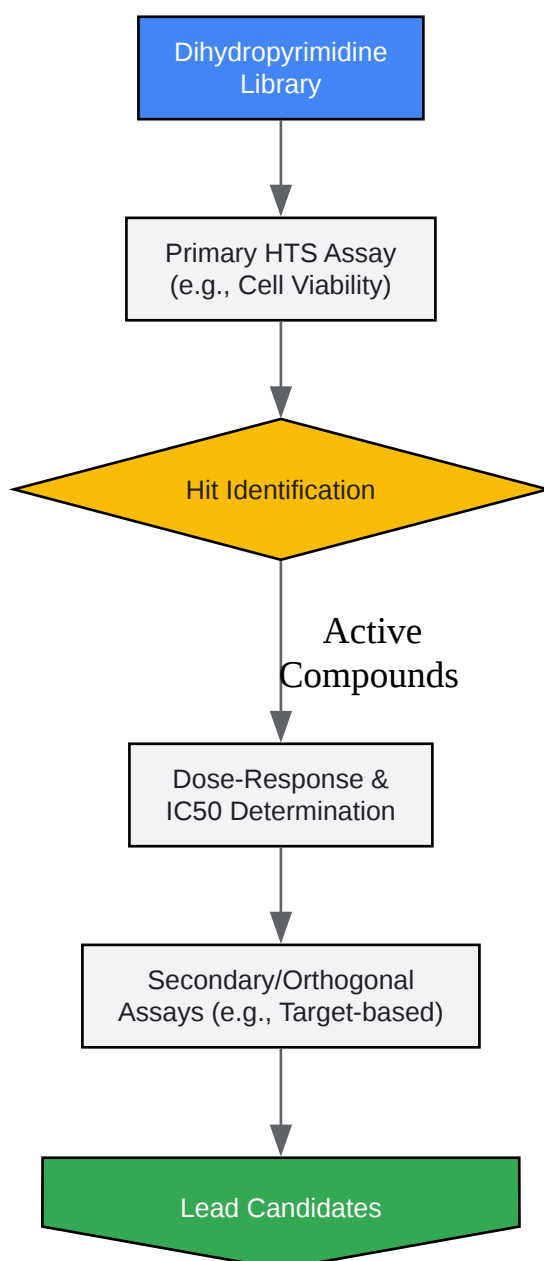 Dihydropyrimidine
Library
Primary HTS Assay
(e.g., Cell Viability)
Hit Identification
Active
Compounds
Dose-Response &
IC50 Determination
Secondary/Orthogonal
Assays (e.g., Target-based)
Lead Candidates